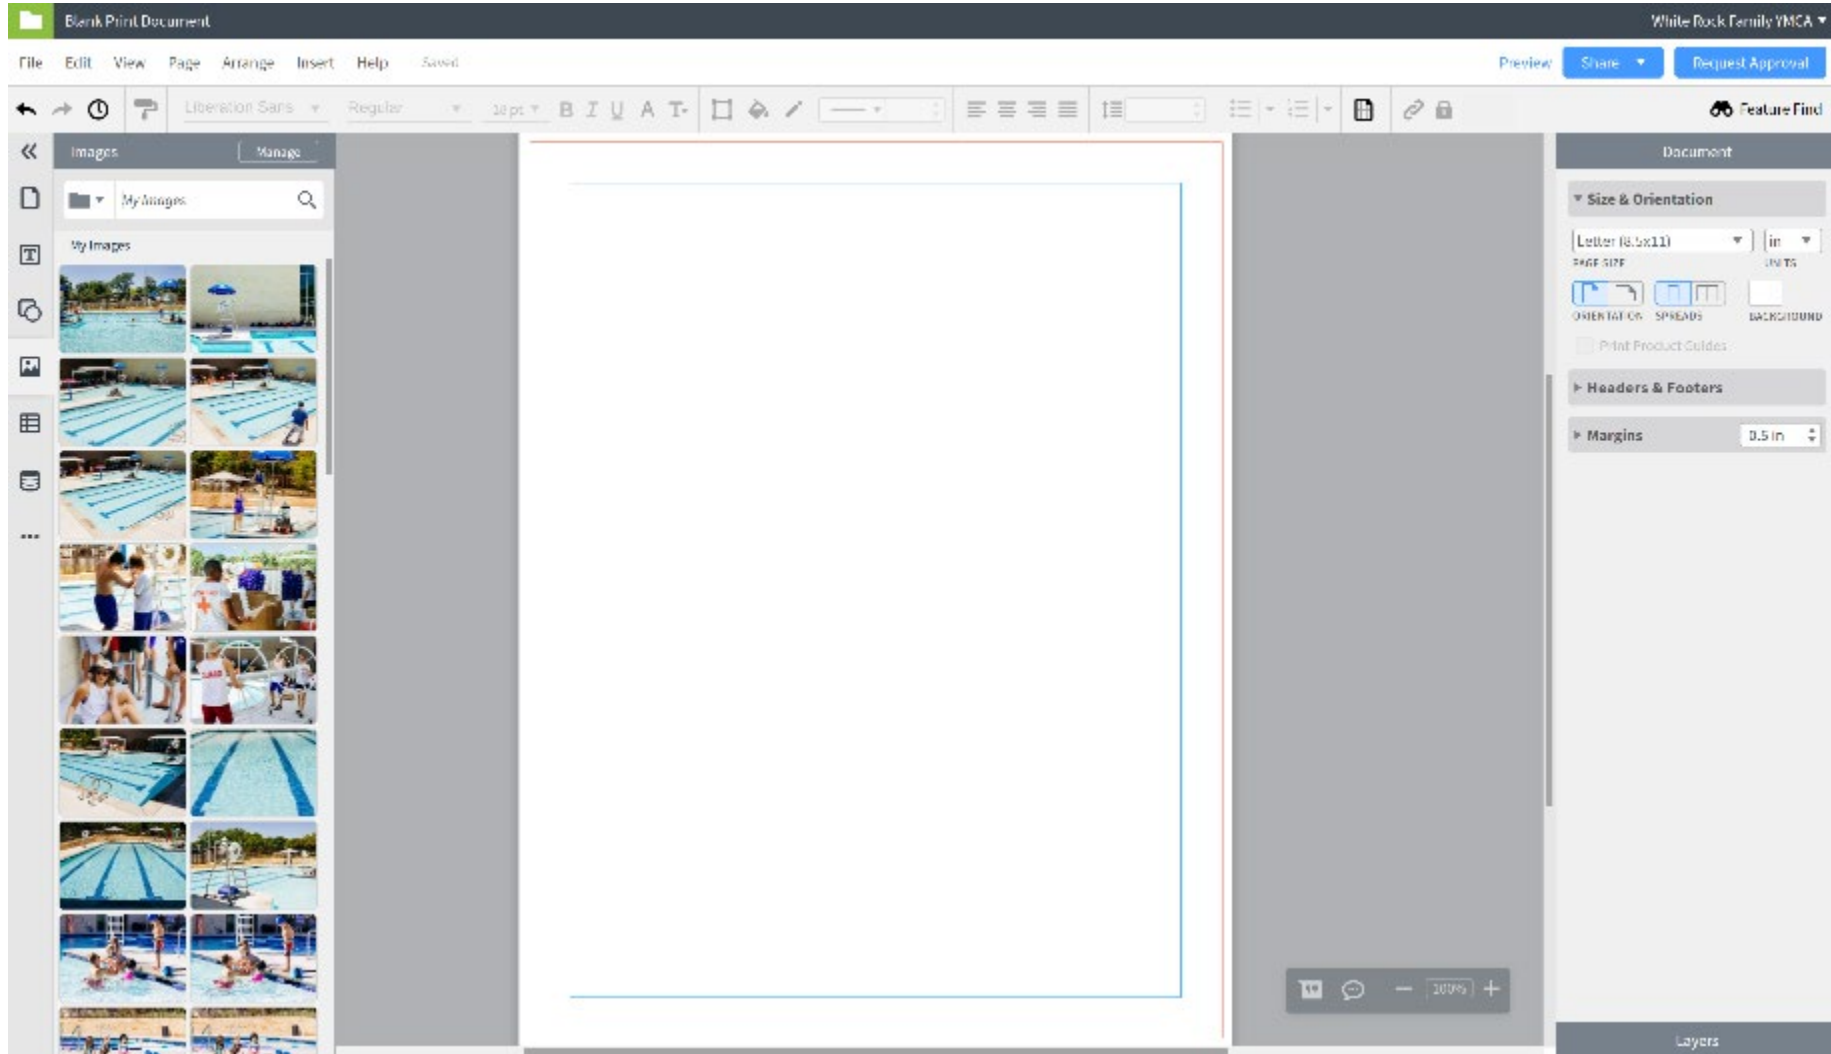 Blank Print Document
White Rock Family YMCA
File Edit View Page Arrange Insert Help Saved
Preview Share Request Approval
Liberation Sans Regular 18 pt B I U A T
Feature Find
Images Manage
My Images
My Images
Document
Size & Orientation
Letter (8.5x11) in
PAGE SIZE UNITS
ORIENTATION SPREADS BACKGROUND
Print Product Guides
Headers & Footers
Margins 0.5 in
100%
Layers